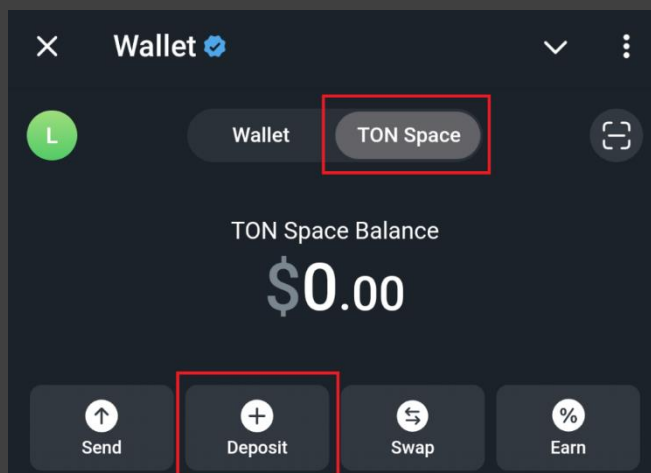 Wallet
L
Wallet TON Space
TON Space Balance
$0.00
% 
Send Deposit Swap Earn